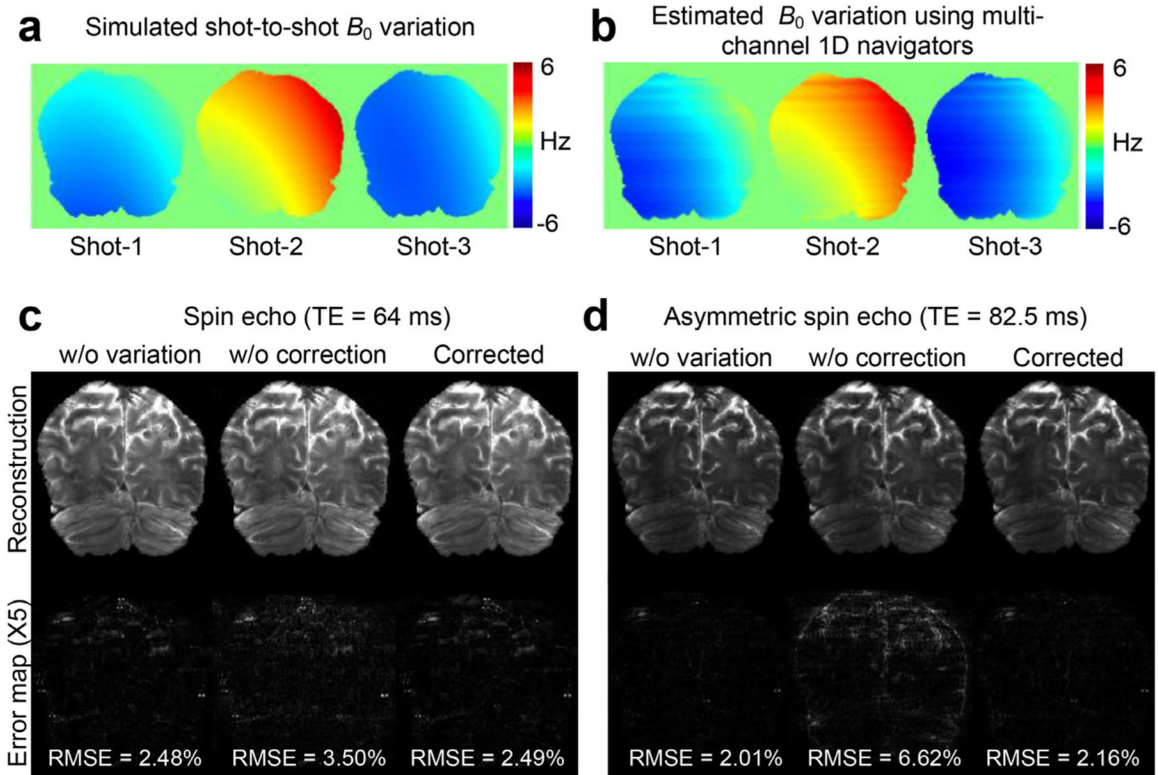 a
Simulated shot-to-shot B0 variation
6
Hz
-6
Shot-1 Shot-2 Shot-3
b
Estimated B0 variation using multi-
channel 1D navigators
6
Hz
-6
Shot-1 Shot-2 Shot-3
c
Spin echo (TE = 64 ms)
w/o variation w/o correction Corrected
Reconstruction
Error map (X5)
RMSE = 2.48% RMSE = 3.50% RMSE = 2.49%
d
Asymmetric spin echo (TE = 82.5 ms)
w/o variation w/o correction Corrected
RMSE = 2.01% RMSE = 6.62% RMSE = 2.16%